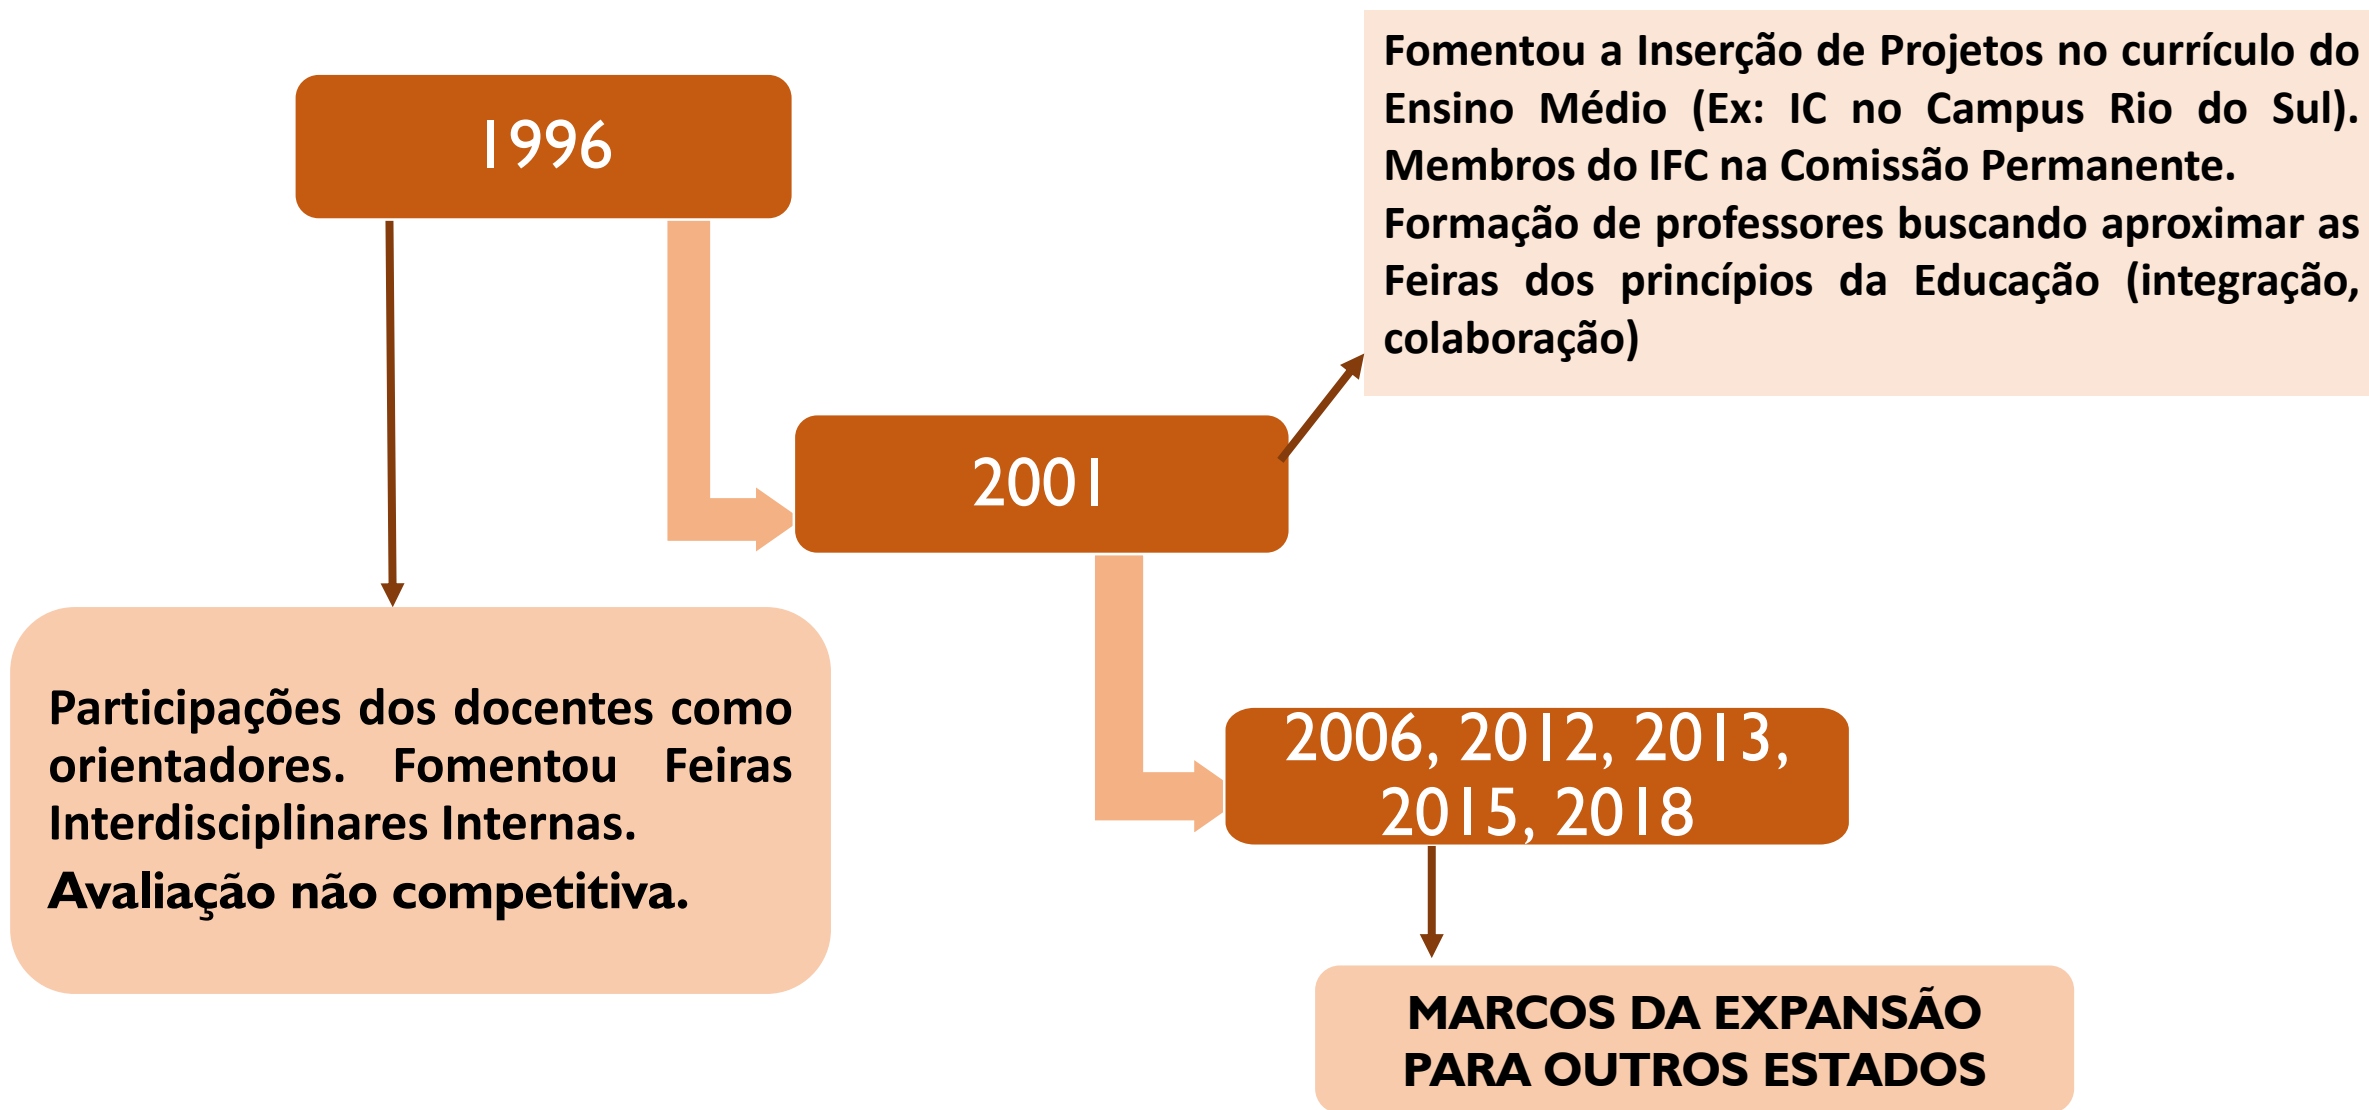 1996
Fomentou a Inserção de Projetos no currículo do
Ensino Médio (Ex: IC no Campus Rio do Sul).
Membros do IFC na Comissão Permanente.
Formação de professores buscando aproximar as
Feiras dos princípios da Educação (integração,
colaboração)
2001
Participações dos docentes como
orientadores. Fomentou Feiras
Interdisciplinares Internas.
Avaliação não competitiva.
2006, 2012, 2013,
2015, 2018
MARCOS DA EXPANSÃO
PARA OUTROS ESTADOS